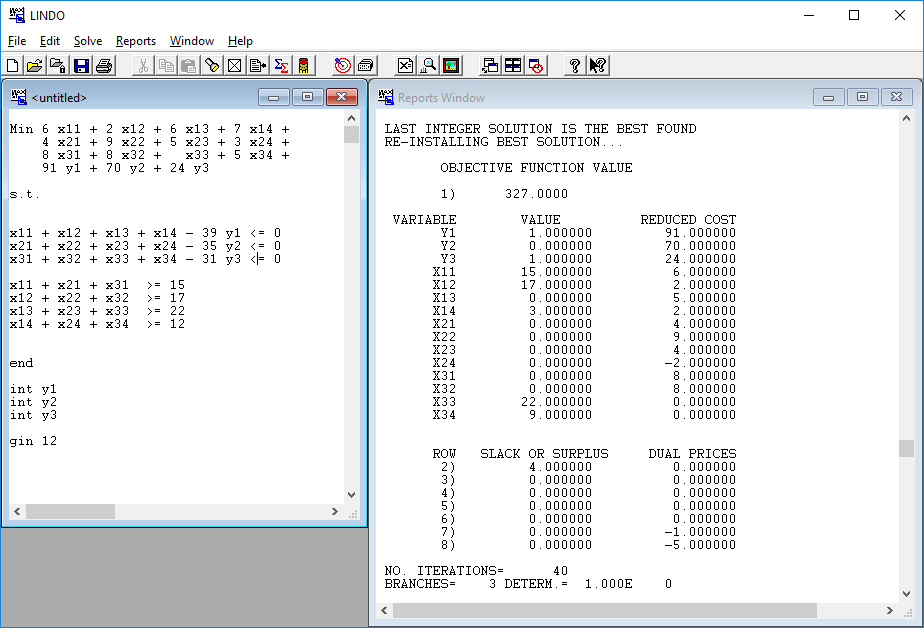 LINDO
File Edit Solve Reports Window Help
<untitled>
Min 6 x11 + 2 x12 + 6 x13 + 7 x14 +
4 x21 + 9 x22 + 5 x23 + 3 x24 +
8 x31 + 8 x32 + x33 + 5 x34 +
91 y1 + 70 y2 + 24 y3
s.t.
x11 + x12 + x13 + x14 - 39 y1 <= 0
x21 + x22 + x23 + x24 - 35 y2 <= 0
x31 + x32 + x33 + x34 - 31 y3 <= 0
x11 + x21 + x31 >= 15
x12 + x22 + x32 >= 17
x13 + x23 + x33 >= 22
x14 + x24 + x34 >= 12
end
int y1
int y2
int y3
gin 12
Reports Window
LAST INTEGER SOLUTION IS THE BEST FOUND
RE-INSTALLING BEST SOLUTION...
OBJECTIVE FUNCTION VALUE
1) 327.0000
VARIABLE VALUE REDUCED COST
Y1 1.000000 91.000000
Y2 0.000000 70.000000
Y3 1.000000 24.000000
X11 15.000000 6.000000
X12 17.000000 2.000000
X13 0.000000 5.000000
X14 3.000000 2.000000
X21 0.000000 4.000000
X22 0.000000 9.000000
X23 0.000000 4.000000
X24 0.000000 -2.000000
X31 0.000000 8.000000
X32 0.000000 8.000000
X33 22.000000 0.000000
X34 9.000000 0.000000
ROW SLACK OR SURPLUS DUAL PRICES
2) 4.000000 0.000000
3) 0.000000 0.000000
4) 0.000000 0.000000
5) 0.000000 0.000000
6) 0.000000 0.000000
7) 0.000000 -1.000000
8) 0.000000 -5.000000
NO. ITERATIONS= 40
BRANCHES= 3 DETERM.= 1.000E 0